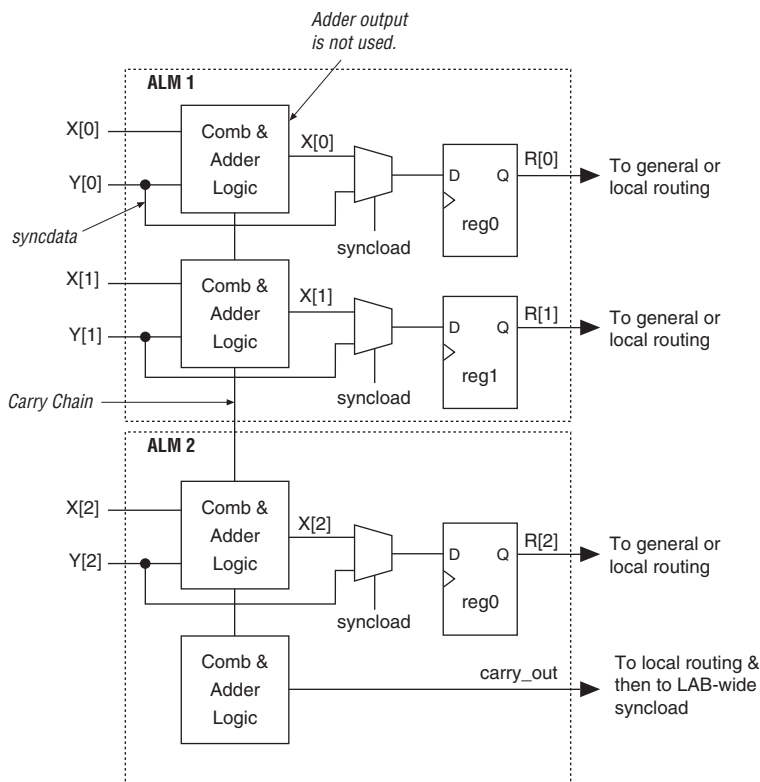 Adder output
is not used.
ALM 1
X[0]
Comb &
Adder
Logic
X[0]
R[0]
D
Q
To general or
local routing
Y[0]
reg0
syncdata
syncload
X[1]
Comb &
Adder
Logic
X[1]
R[1]
D
Q
To general or
local routing
Y[1]
reg1
syncload
Carry Chain
ALM 2
X[2]
Comb &
Adder
Logic
X[2]
R[2]
D
Q
To general or
local routing
Y[2]
reg0
syncload
Comb &
Adder
Logic
carry_out
To local routing &
then to LAB-wide
syncload